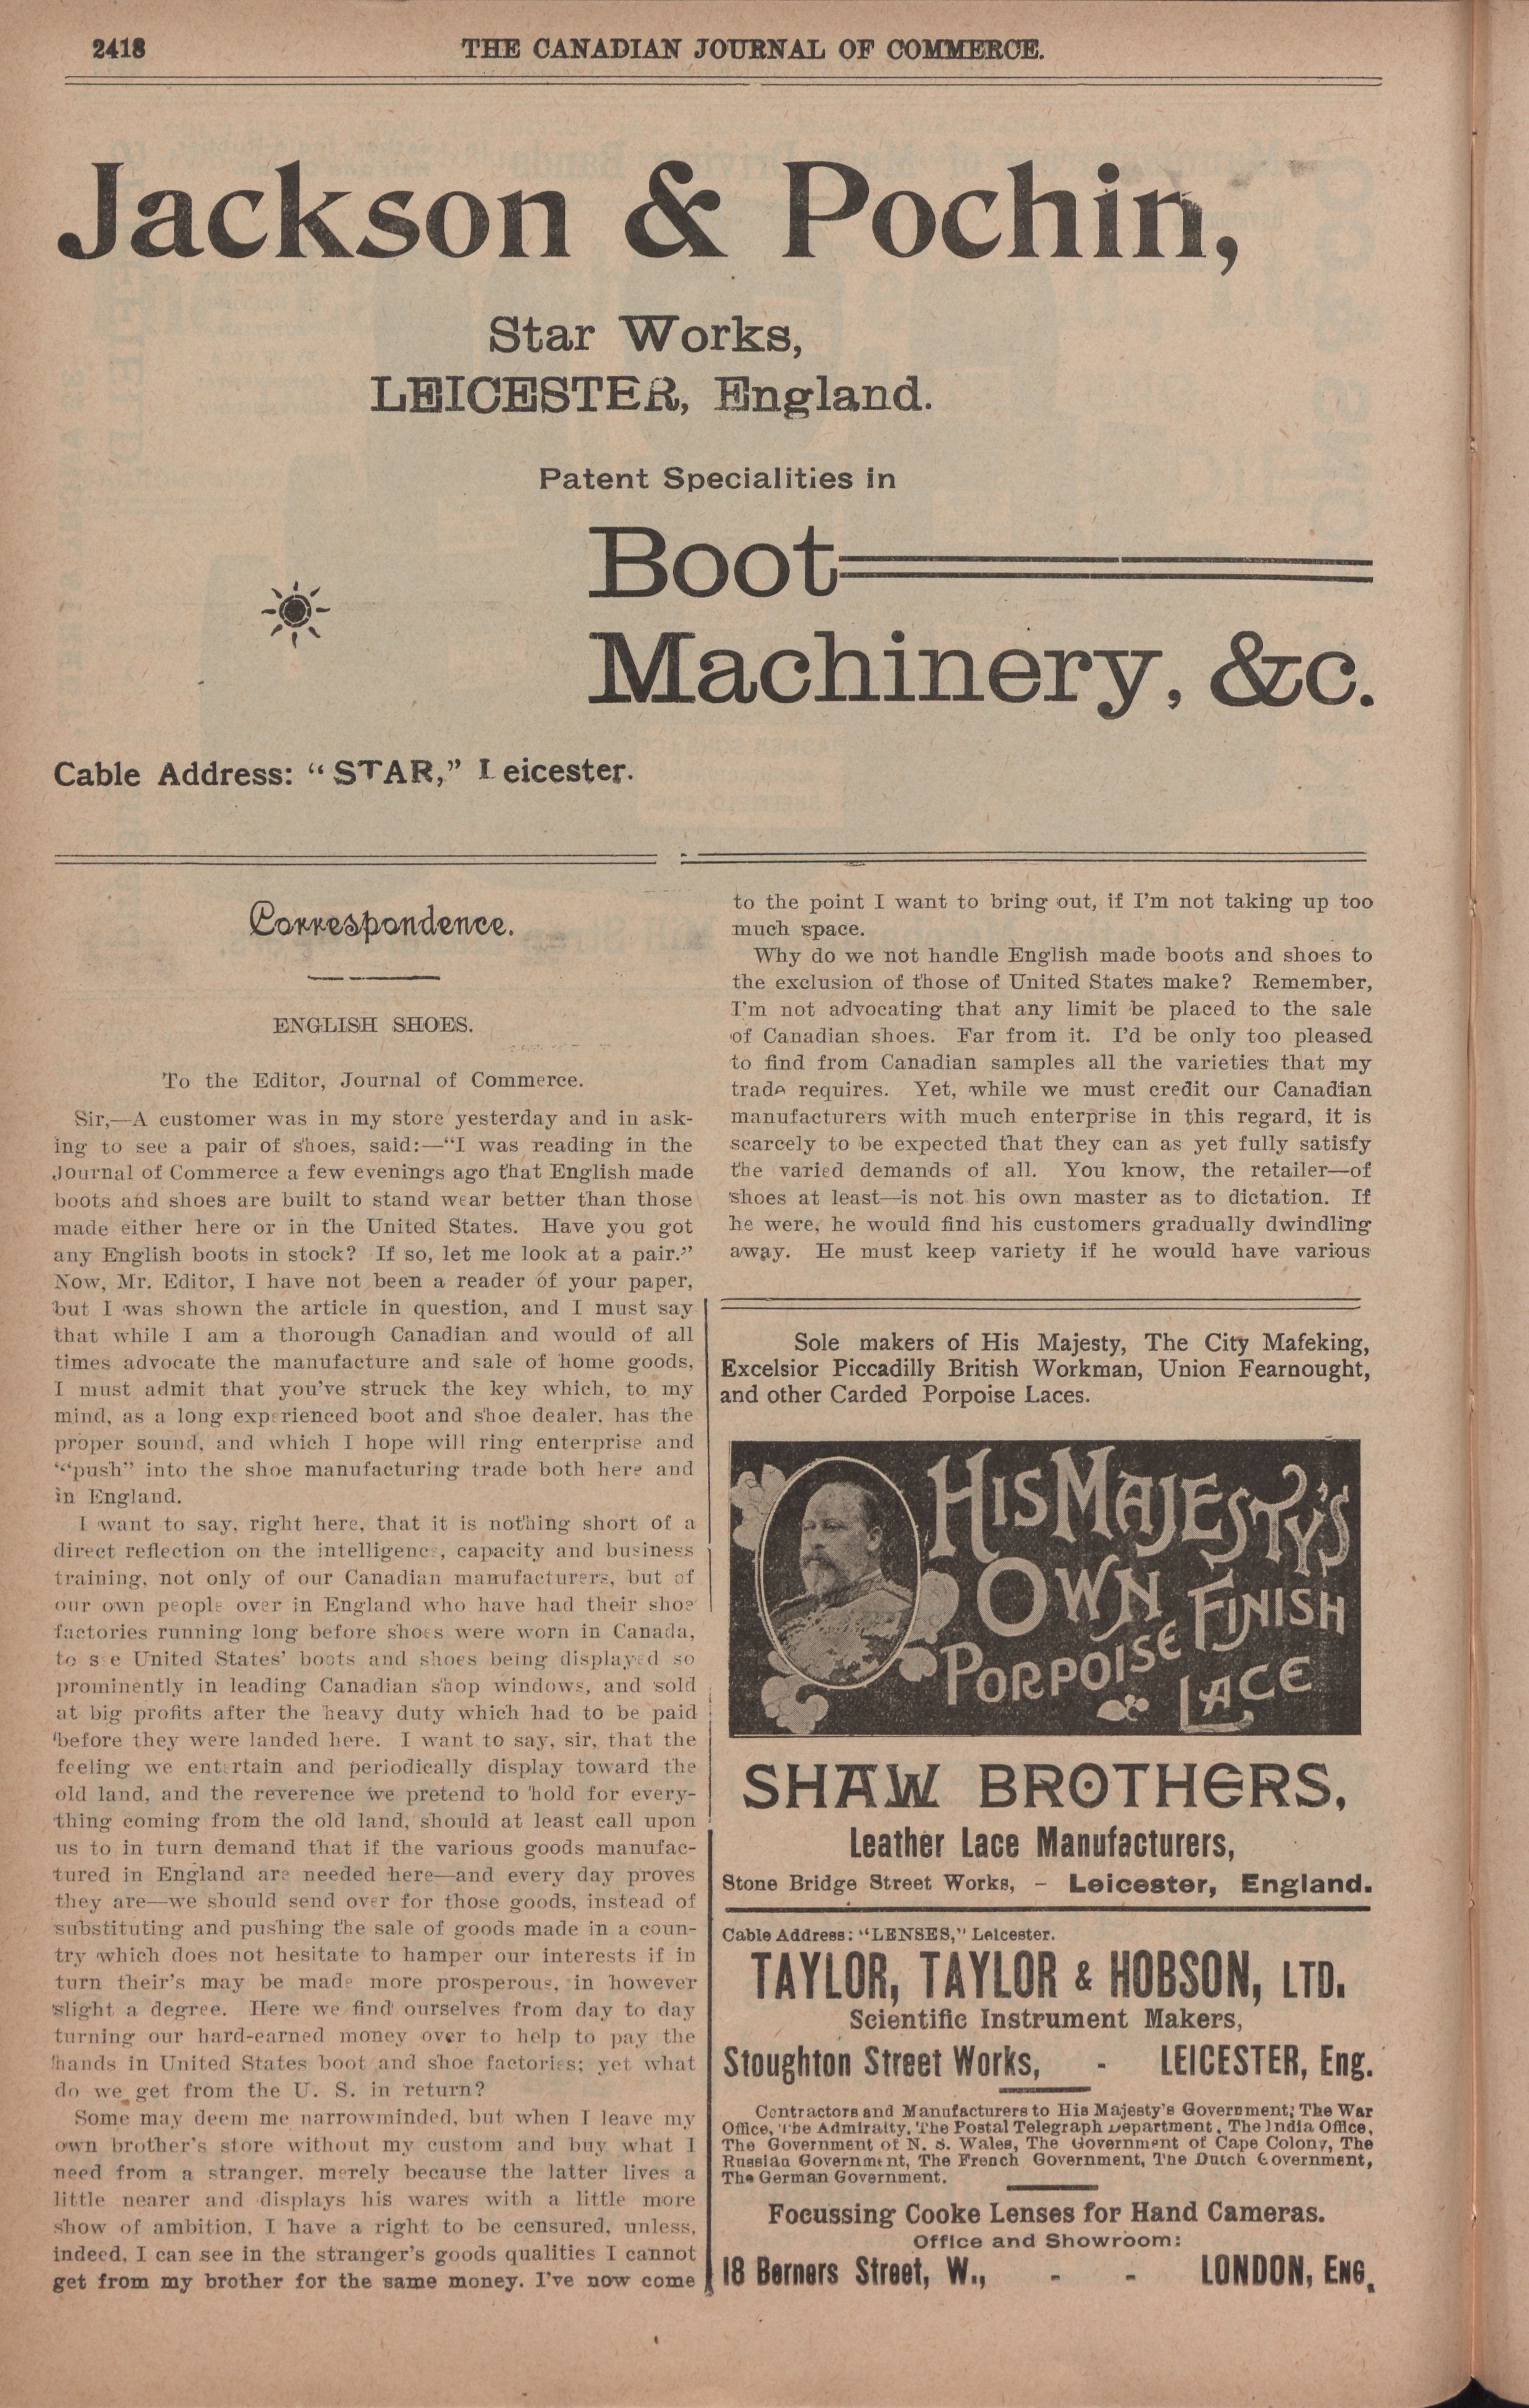 2418
THE CANADIAN JOURNAL OF COMMERCE.
Jackson & Pochin,
Star Works,
LEICESTER, England.
Patent Specialities in
Boot
Machinery, &c.
Cable Address: "STAR," Leicester.
Correspondence.
ENGLISH SHOES.
To the Editor, Journal of Commerce.
Sir,—A customer was in my store yesterday and in ask-
ing to see a pair of shoes, said:—"I was reading in the
Journal of Commerce a few evenings ago that English made
boots and shoes are built to stand wear better than those
made either here or in the United States. Have you got
any English boots in stock? If so, let me look at a pair."
Now, Mr. Editor, I have not been a reader of your paper,
but I was shown the article in question, and I must say
that while I am a thorough Canadian and would of all
times advocate the manufacture and sale of home goods,
I must admit that you've struck the key which, to my
mind, as a long experienced boot and shoe dealer, has the
proper sound, and which I hope will ring enterprise and
""push" into the shoe manufacturing trade both here and
in England.
I want to say, right here, that it is nothing short of a
direct reflection on the intelligence, capacity and business
training, not only of our Canadian manufacturers, but of
our own people over in England who have had their shoe
factories running long before shoes were worn in Canada,
to see United States' boots and shoes being displayed so
prominently in leading Canadian shop windows, and sold
at big profits after the heavy duty which had to be paid
before they were landed here. I want to say, sir, that the
feeling we entertain and periodically display toward the
old land, and the reverence we pretend to hold for every-
thing coming from the old land, should at least call upon
us to in turn demand that if the various goods manufac-
tured in England are needed here—and every day proves
they are—we should send over for those goods, instead of
substituting and pushing the sale of goods made in a coun-
try which does not hesitate to hamper our interests if in
turn their's may be made more prosperous, in however
slight a degree. Here we find ourselves from day to day
turning our hard-earned money over to help to pay the
hands in United States boot and shoe factories; yet what
do we get from the U. S. in return?
Some may deem me narrowminded, but when I leave my
own brother's store without my custom and buy what I
need from a stranger, merely because the latter lives a
little nearer and displays his wares with a little more
show of ambition, I have a right to be censured, unless,
indeed, I can see in the stranger's goods qualities I cannot
get from my brother for the same money. I've now come
to the point I want to bring out, if I'm not taking up too
much space.
Why do we not handle English made boots and shoes to
the exclusion of those of United States make? Remember,
I'm not advocating that any limit be placed to the sale
of Canadian shoes. Far from it. I'd be only too pleased
to find from Canadian samples all the varieties that my
trade requires. Yet, while we must credit our Canadian
manufacturers with much enterprise in this regard, it is
scarcely to be expected that they can as yet fully satisfy
the varied demands of all. You know, the retailer—of
shoes at least—is not his own master as to dictation. If
he were, he would find his customers gradually dwindling
away. He must keep variety if he would have various
Sole makers of His Majesty, The City Mafeking,
Excelsior Piccadilly British Workman, Union Fearnought,
and other Carded Porpoise Laces.
HIS MAJESTY'S
OWN FINISH
PORPOISE
LACE
SHAW BROTHERS,
Leather Lace Manufacturers,
Stone Bridge Street Works, - Leicester, England.
Cable Address: "LENSES," Leicester.
TAYLOR, TAYLOR & HOBSON, LTD.
Scientific Instrument Makers,
Stoughton Street Works, - LEICESTER, Eng.
Contractors and Manufacturers to His Majesty's Government; The War
Office, The Admiralty, The Postal Telegraph Department, The India Office,
The Government of N. S. Wales, The Government of Cape Colony, The
Russian Government, The French Government, The Dutch Government,
The German Government.
Focussing Cooke Lenses for Hand Cameras.
Office and Showroom:
18 Berners Street, W., - - LONDON, ENG.